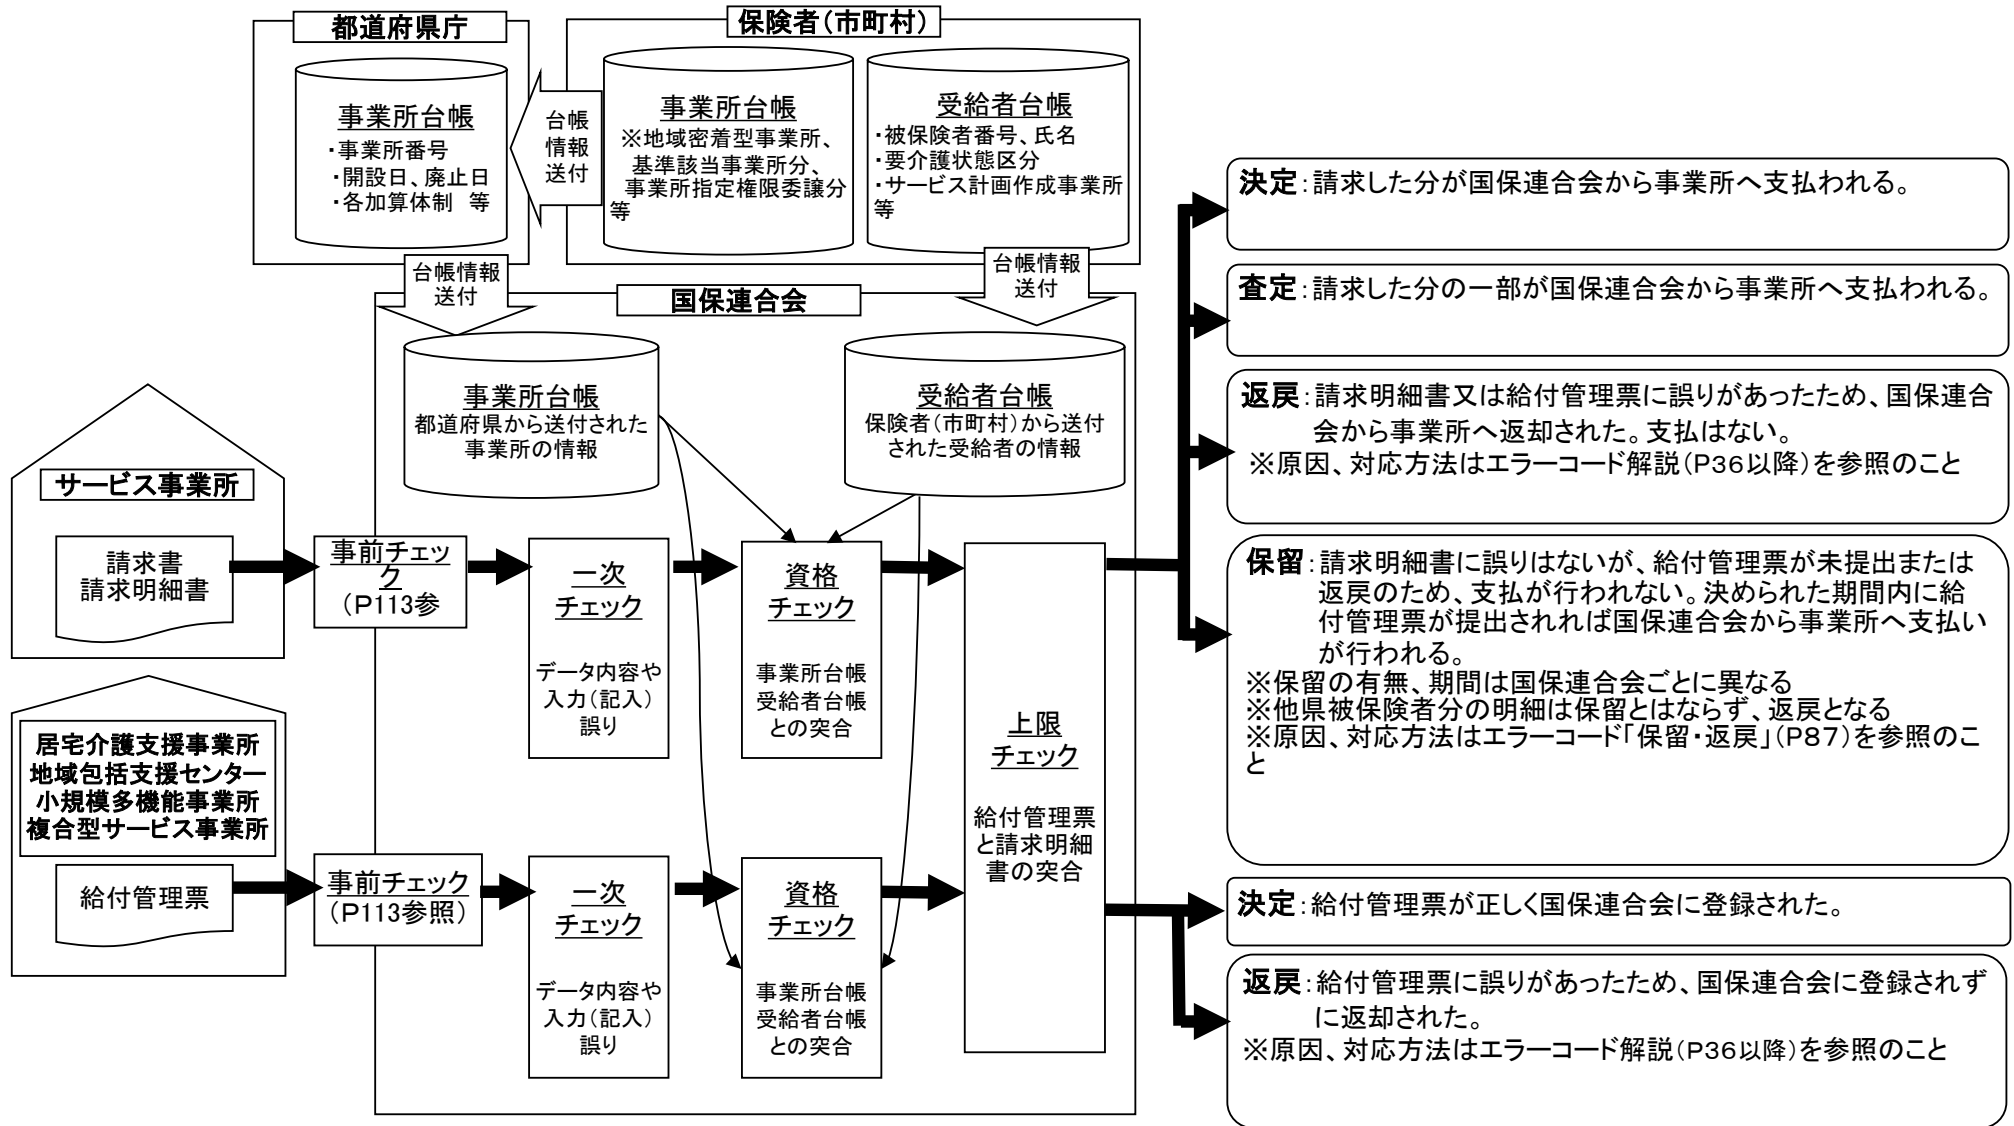 都道府県庁
事業所台帳
・事業所番号
・開設日、廃止日
・各加算体制　等
台帳
情報
送付
保険者（市町村）
事業所台帳
※地域密着型事業所、
基準該当事業所分、
事業所指定権限委譲分
等
受給者台帳
・被保険者番号、氏名
・要介護状態区分
・サービス計画作成事業所
等
台帳情報
送付
台帳情報
送付
国保連合会
事業所台帳
都道府県から送付された
事業所の情報
受給者台帳
保険者（市町村）から送付
された受給者の情報
サービス事業所
請求書
請求明細書
事前チェッ
ク
（P113参
一次
チェック
データ内容や
入力（記入）
誤り
資格
チェック
事業所台帳
受給者台帳
との突合
上限
チェック
給付管理票
と請求明細
書の突合
居宅介護支援事業所
地域包括支援センター
小規模多機能事業所
複合型サービス事業所
給付管理票
事前チェック
（P113参照）
一次
チェック
データ内容や
入力（記入）
誤り
資格
チェック
事業所台帳
受給者台帳
との突合
決定：請求した分が国保連合会から事業所へ支払われる。
査定：請求した分の一部が国保連合会から事業所へ支払われる。
返戻：請求明細書又は給付管理票に誤りがあったため、国保連合
会から事業所へ返却された。支払はない。
※原因、対応方法はエラーコード解説（P36以降）を参照のこと
保留：請求明細書に誤りはないが、給付管理票が未提出または
返戻のため、支払が行われない。決められた期間内に給
付管理票が提出されれば国保連合会から事業所へ支払い
が行われる。
※保留の有無、期間は国保連合会ごとに異なる
※他県被保険者分の明細は保留とはならず、返戻となる
※原因、対応方法はエラーコード「保留・返戻」（P87）を参照のこ
と
決定：給付管理票が正しく国保連合会に登録された。
返戻：給付管理票に誤りがあったため、国保連合会に登録されず
に返却された。
※原因、対応方法はエラーコード解説（P36以降）を参照のこと